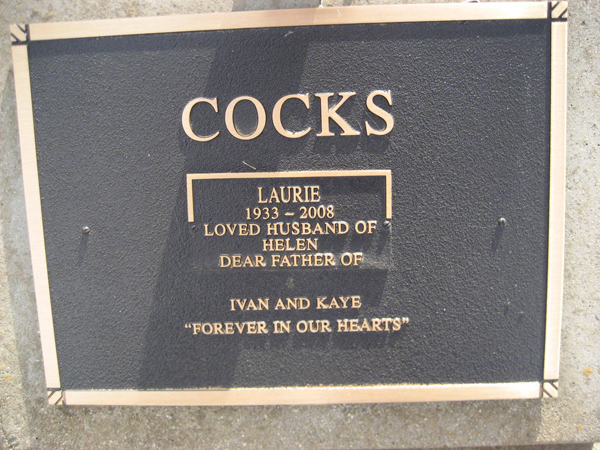 COCKS
LAURIE
1933 - 2008
LOVED HUSBAND OF
HELEN
DEAR FATHER OF
IVAN AND KAYE
"FOREVER IN OUR HEARTS"